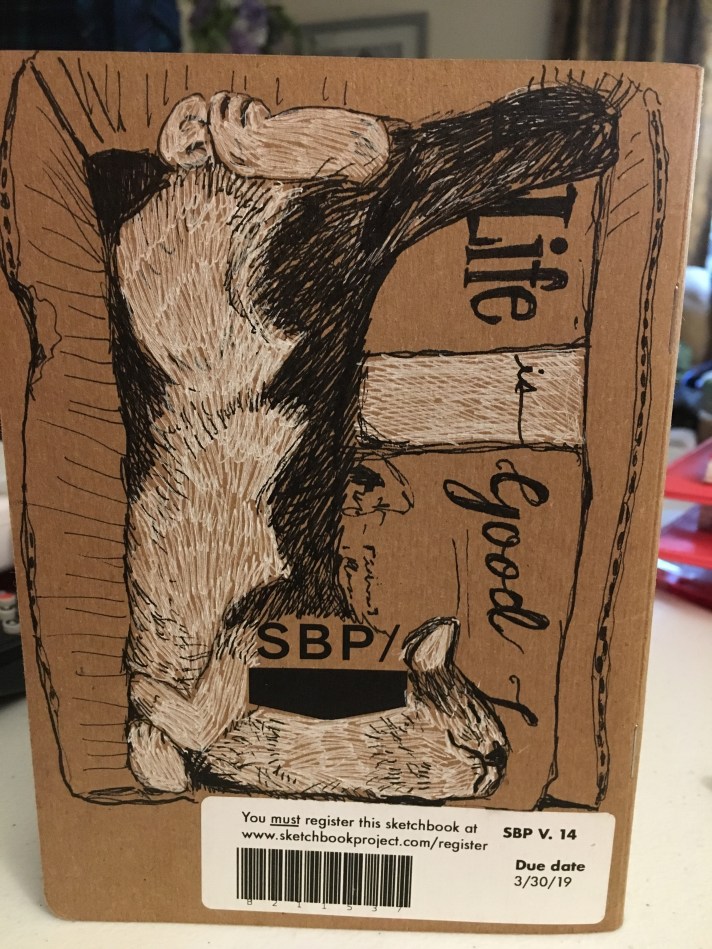 Life
is
Good
SBP/
You must register this sketchbook at
www.sketchbookproject.com/register
SBP V. 14
Due date
3/30/19